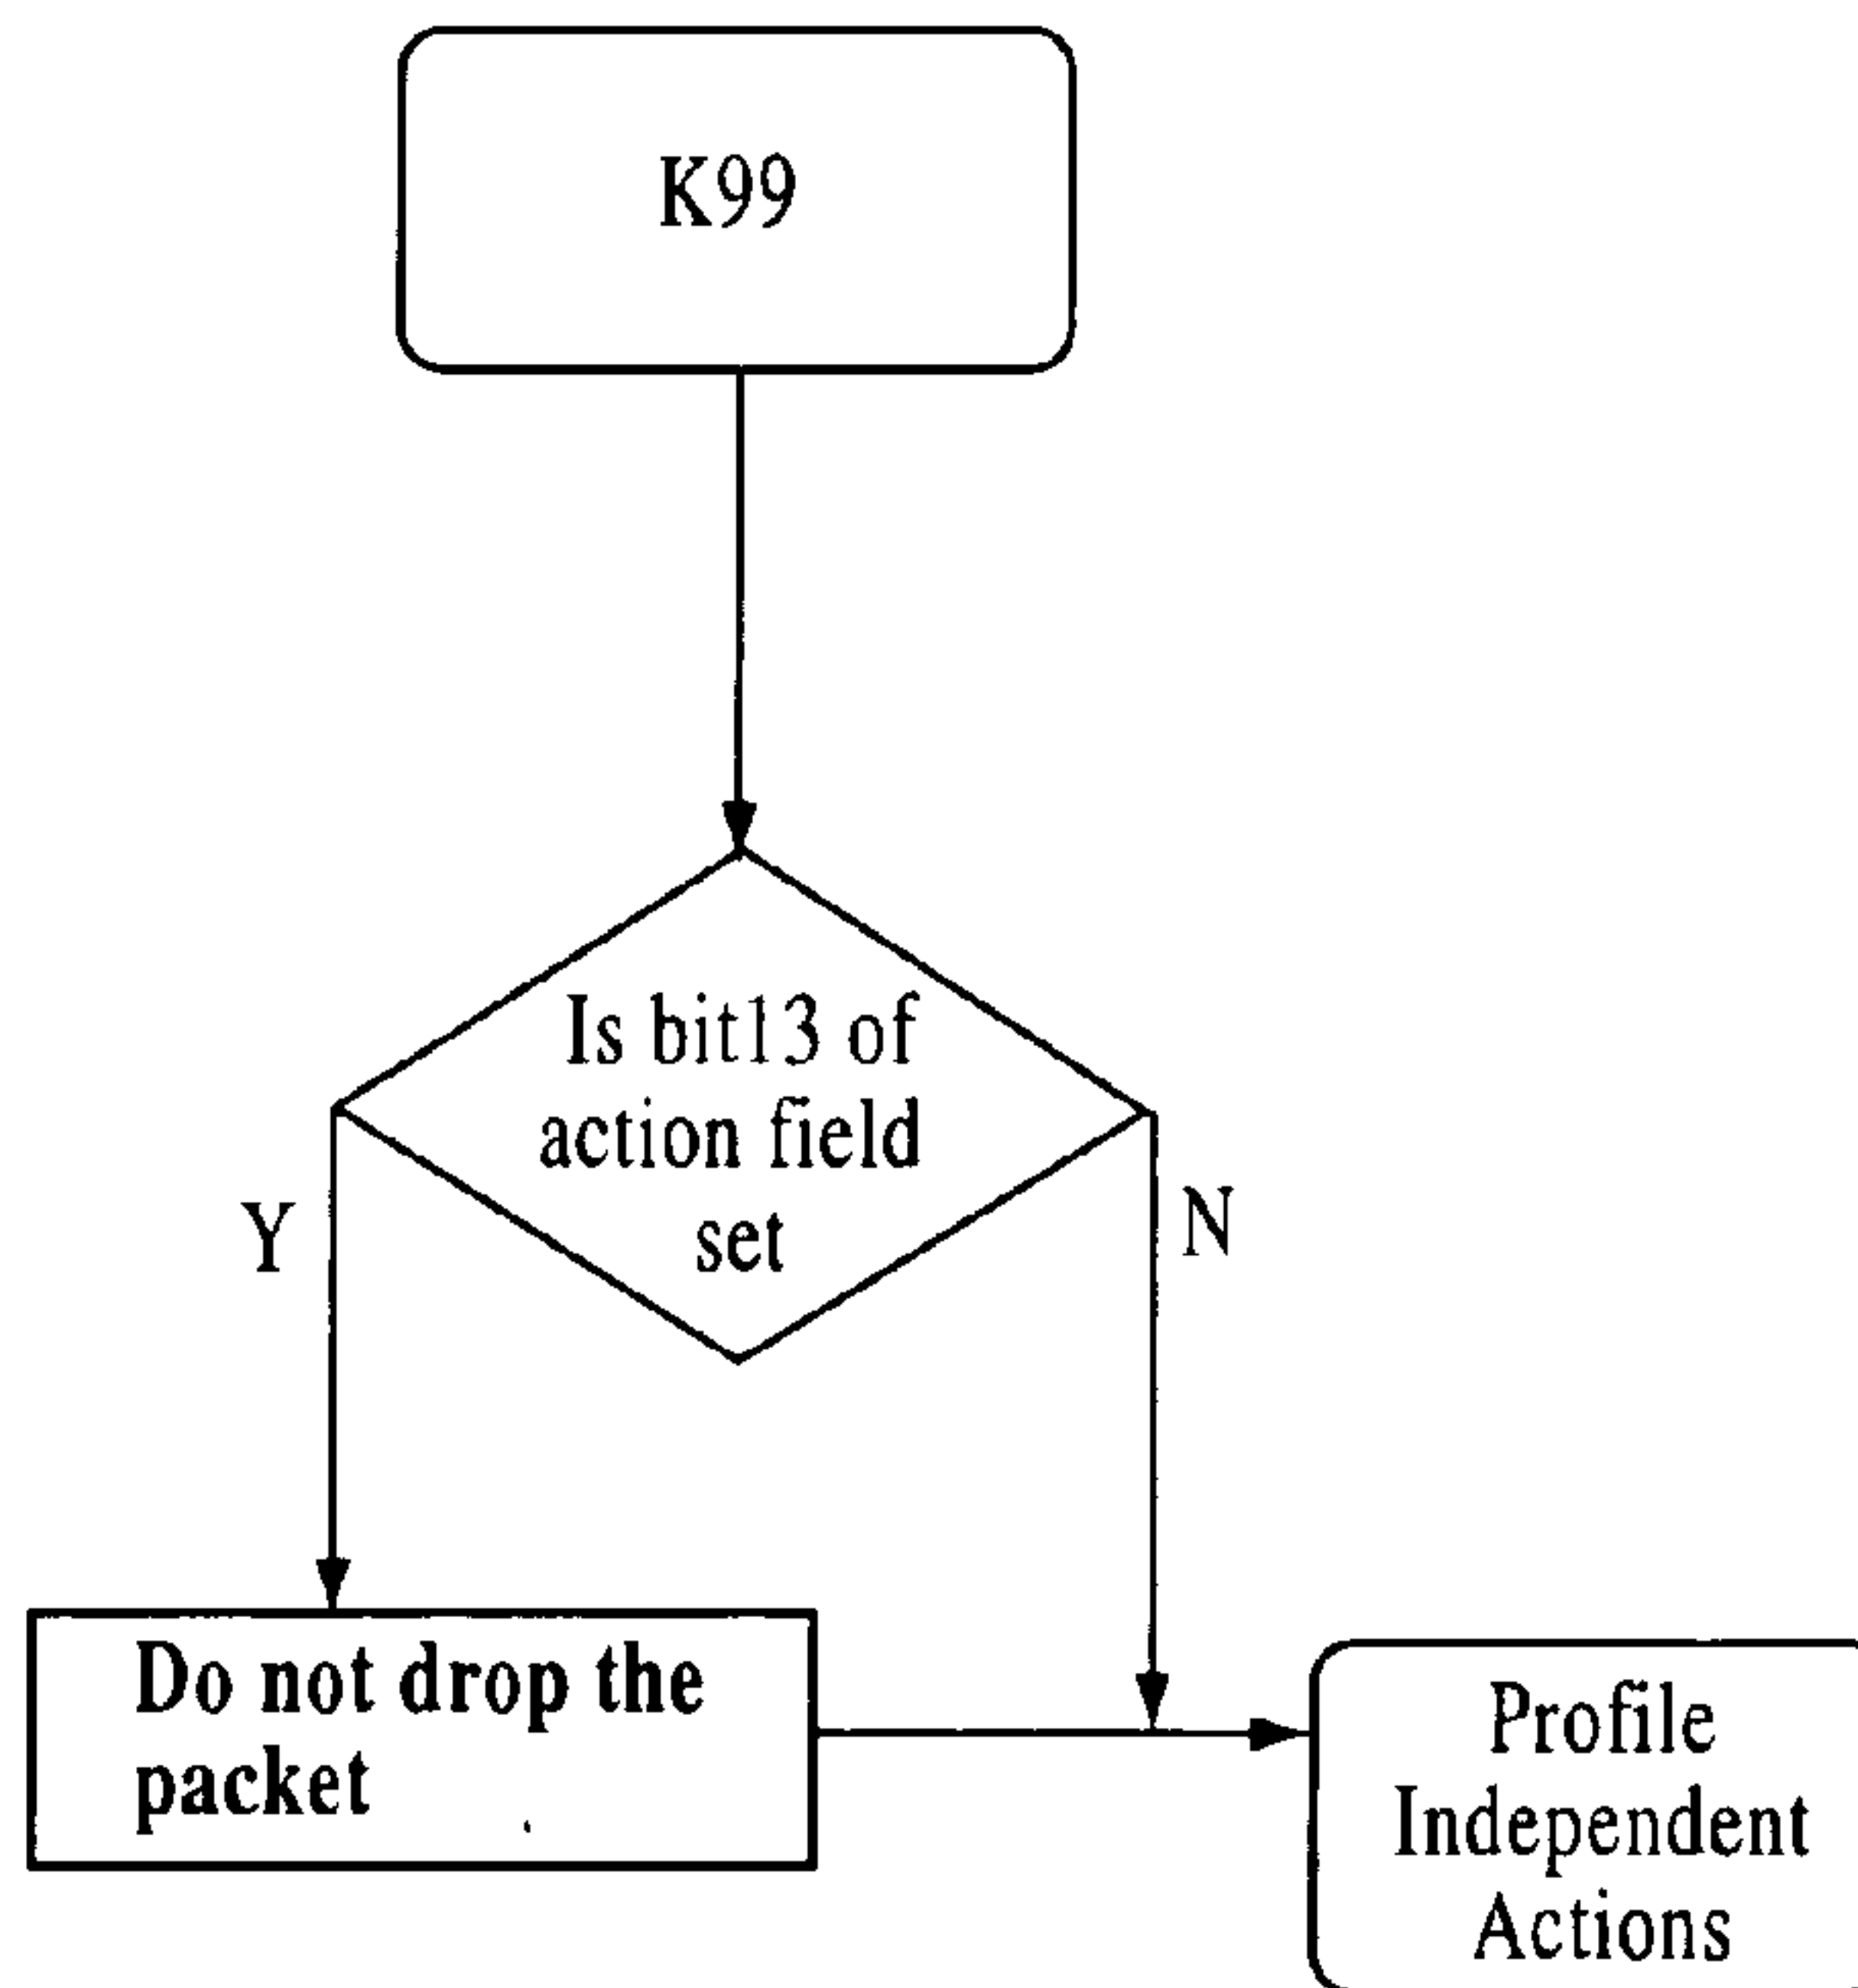 K99
Is bit13 of
action field
set
Y
N
Do not drop the
packet
Profile
Independent
Actions